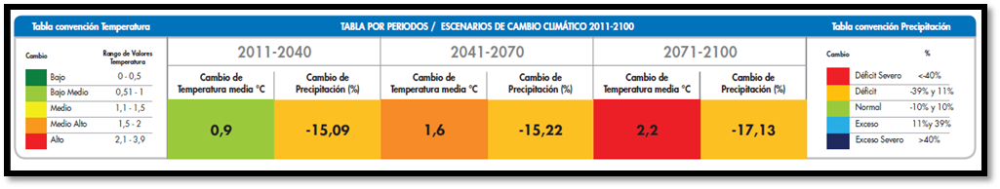 Tabla convención Temperatura
TABLA POR PERIODOS / ESCENARIOS DE CAMBIO CLIMÁTICO 2011-2100
Tabla convención Precipitación
Cambio
Rango de Valores
Temperatura
Bajo 0 - 0,5
Bajo Medio 0,51 - 1
Medio 1,1 - 1,5
Medio Alto 1,5 - 2
Alto 2,1 - 3,9
2011-2040
2041-2070
2071-2100
Cambio de
Temperatura media °C
Cambio de
Precipitación (%)
Cambio de
Temperatura media °C
Cambio de
Precipitación (%)
Cambio de
Temperatura media °C
Cambio de
Precipitación (%)
0,9
-15,09
1,6
-15,22
2,2
-17,13
Cambio %
Déficit Severo <40%
Déficit -39% y 11%
Normal -10% y 10%
Exceso 11%y 39%
Exceso Severo >40%